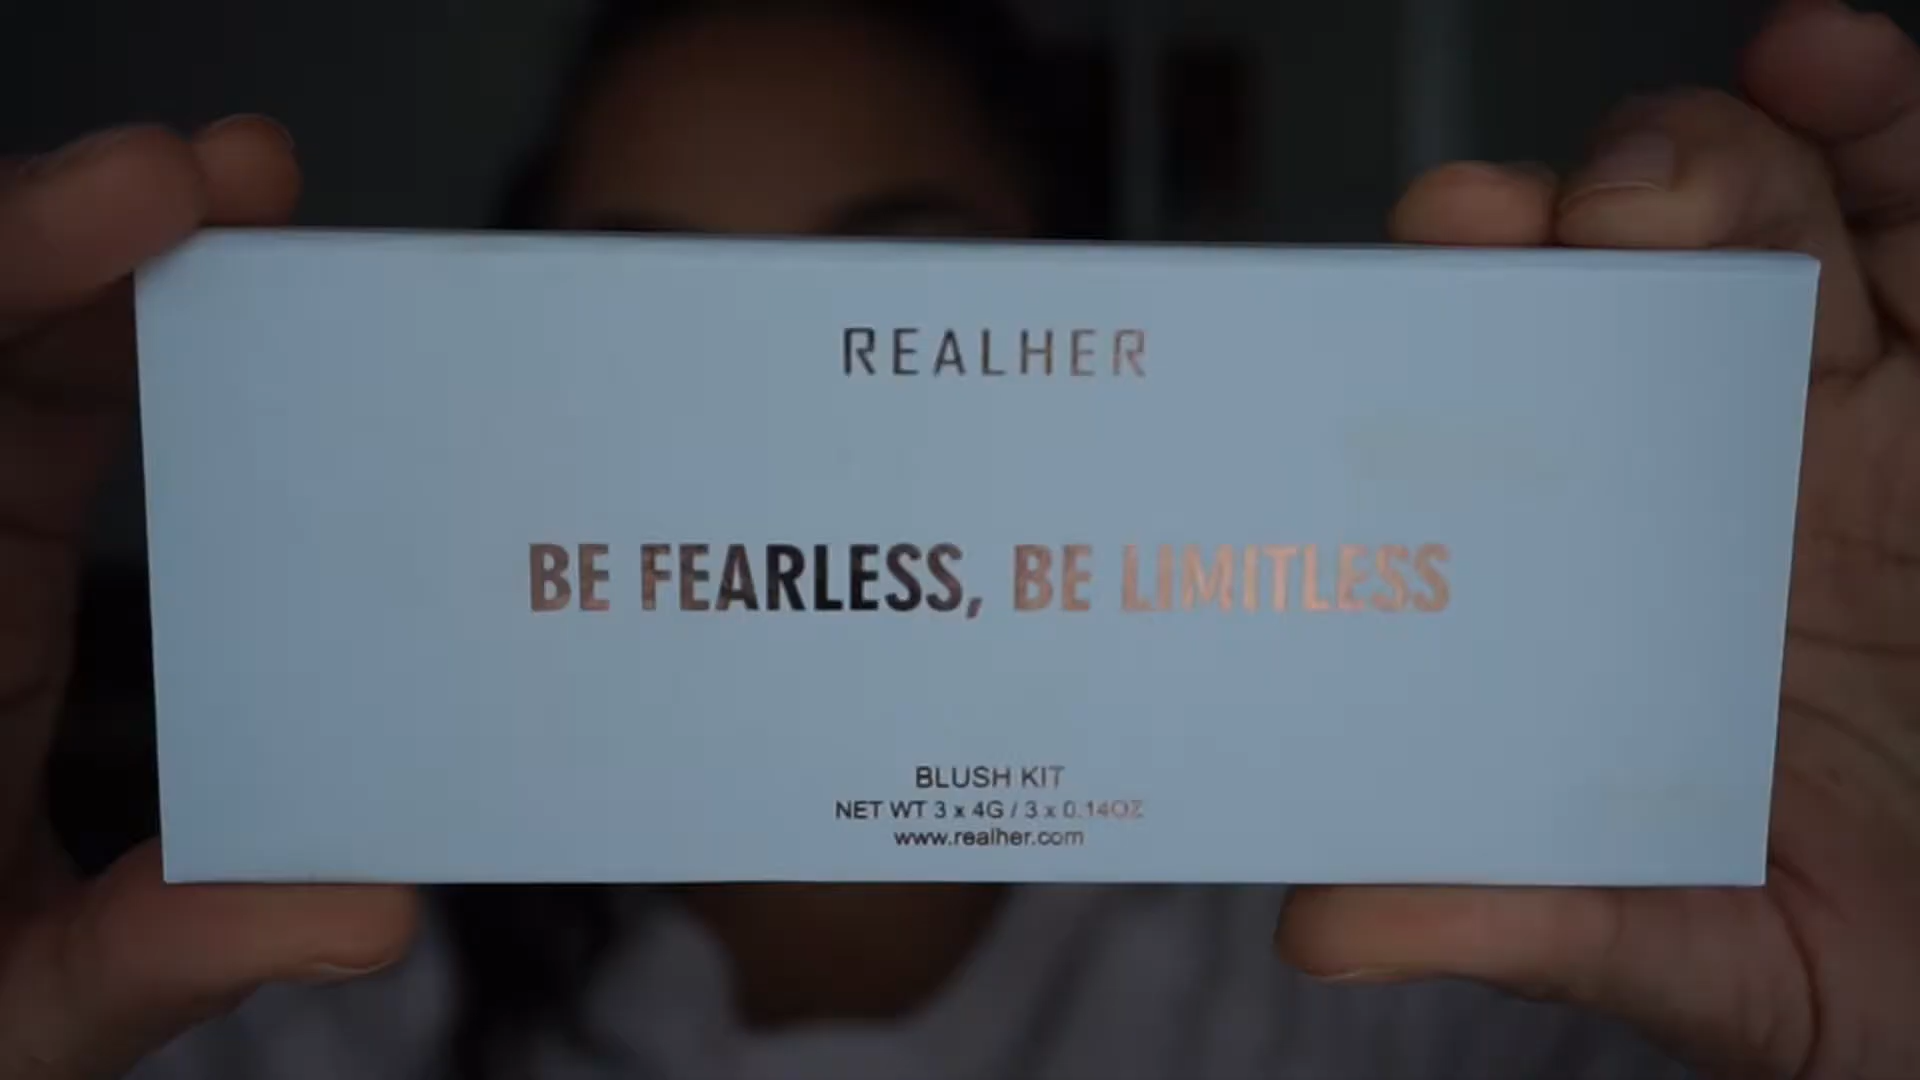 REALHER
BE FEARLESS, BE LIMITLESS
BLUSH KIT
NET WT 3 x 4G / 3 x 0.14OZ
www.realher.com